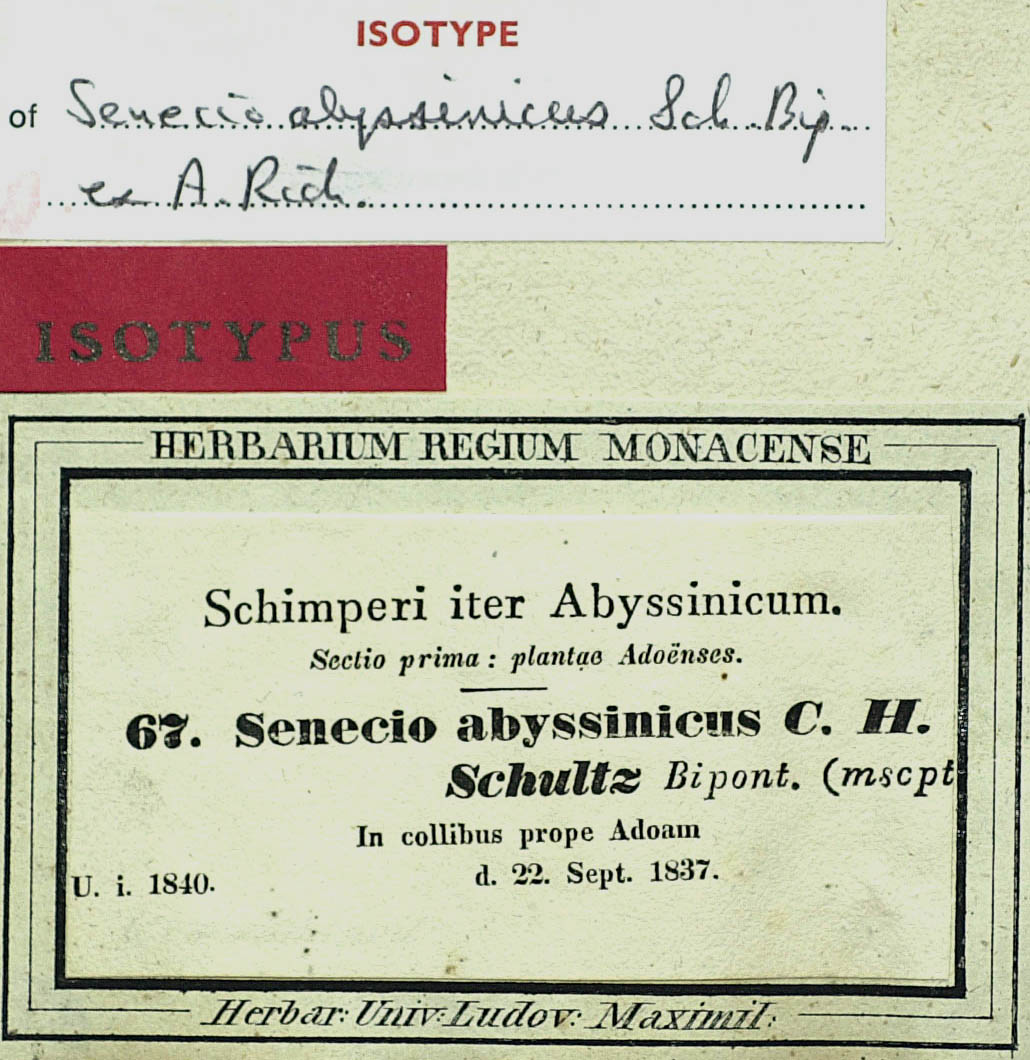 ISOTYPE
of Senecio abyssinicus Sch. Bip.
ex A. Rich.
ISOTYPUS
HERBARIUM REGIUM MONACENSE
Schimperi iter Abyssinicum.
Sectio prima: plantae Adoënses.
67. Senecio abyssinicus C. H.
Schultz Bipont. (mscpt
In collibus prope Adoam
U. i. 1840. d. 22. Sept. 1837.
Herbar: Univ: Ludov: Maximil: